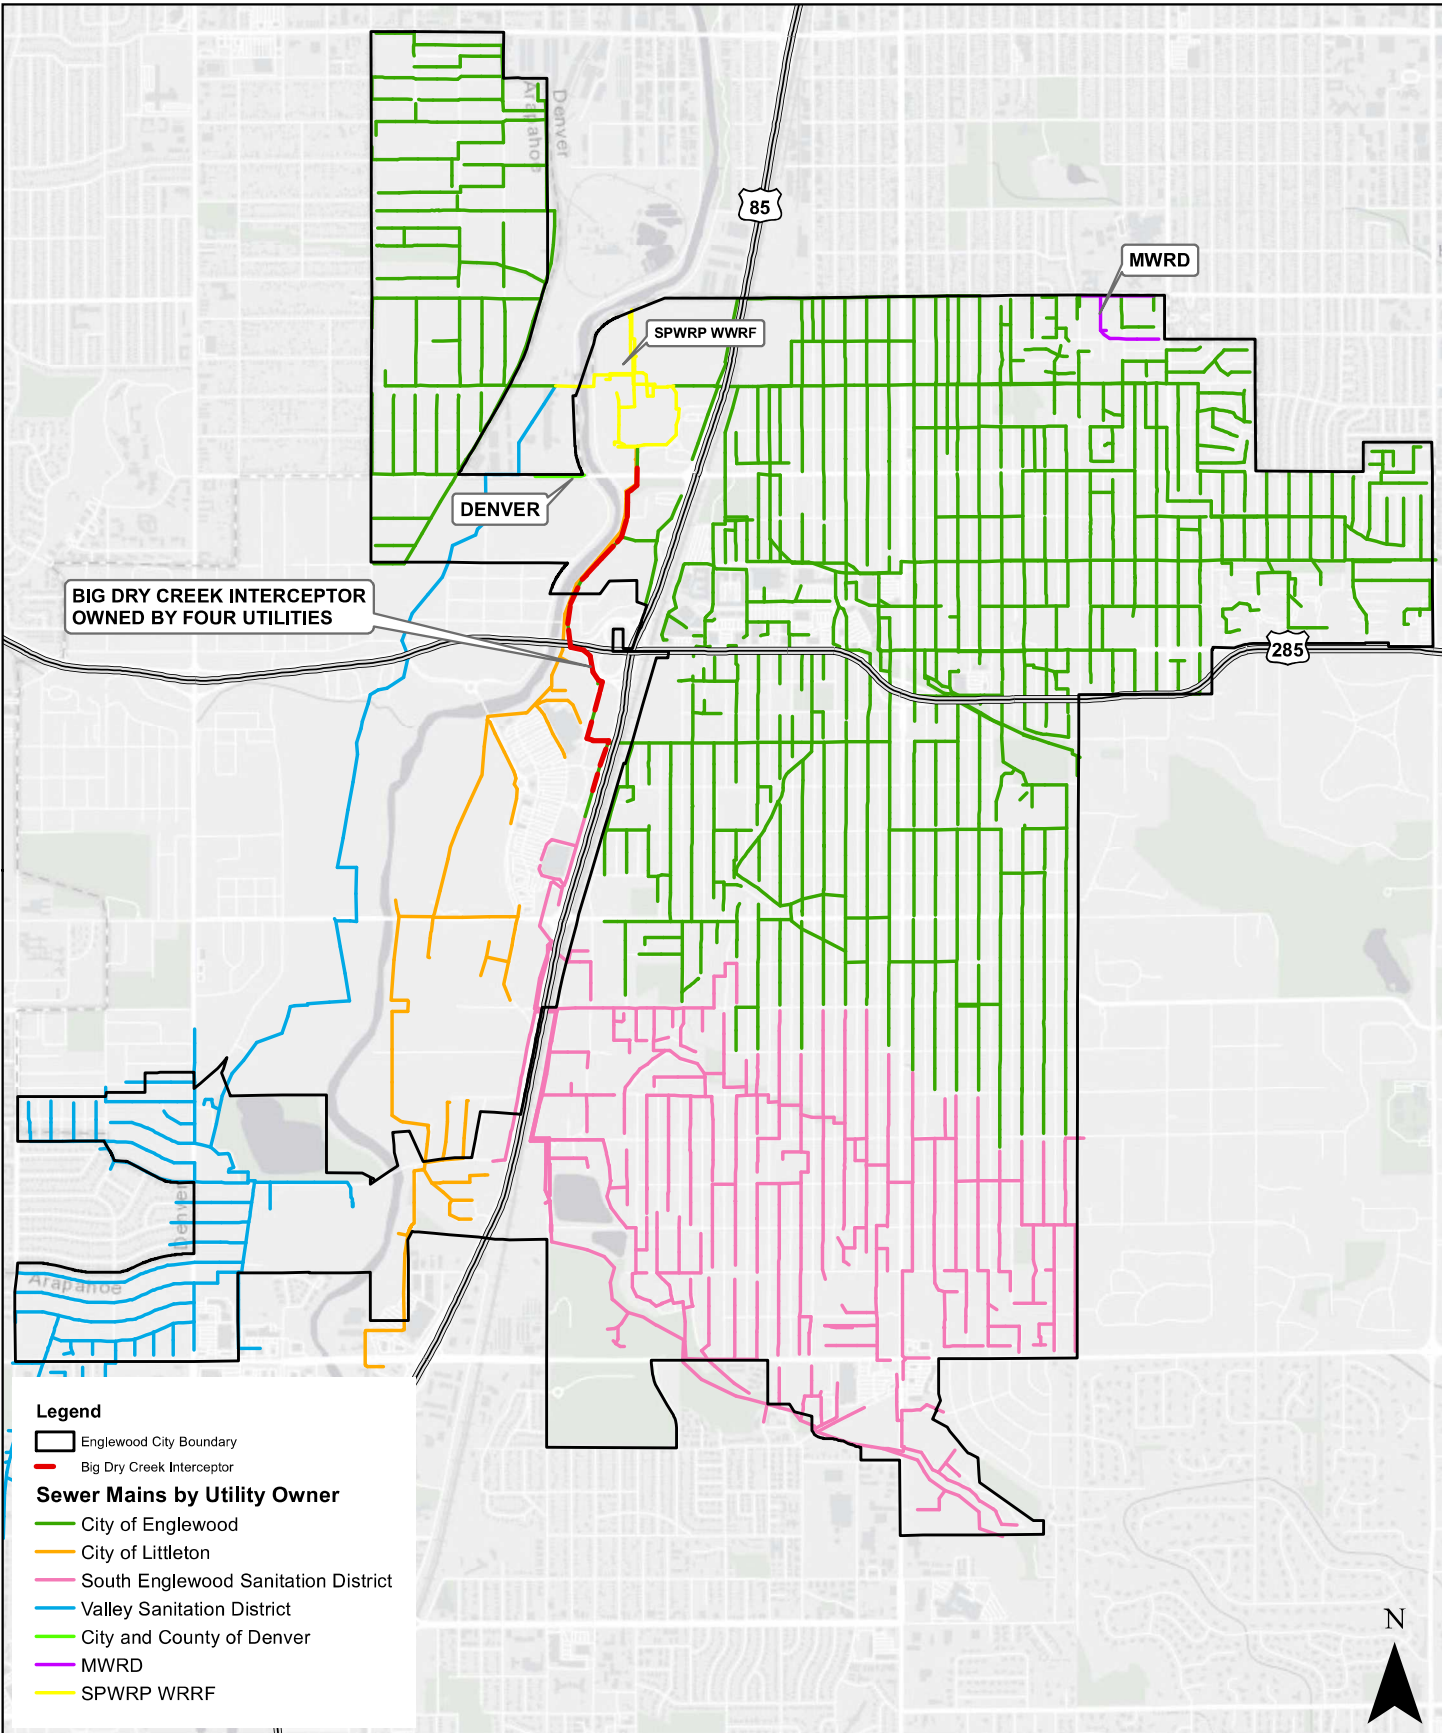 Denver
Arapahoe
85
MWRD
SPWRP WWRF
DENVER
BIG DRY CREEK INTERCEPTOR
OWNED BY FOUR UTILITIES
285
Denver
Arapahoe
Legend
Englewood City Boundary
Big Dry Creek Interceptor
Sewer Mains by Utility Owner
City of Englewood
City of Littleton
South Englewood Sanitation District
Valley Sanitation District
City and County of Denver
MWRD
SPWRP WRRF
N